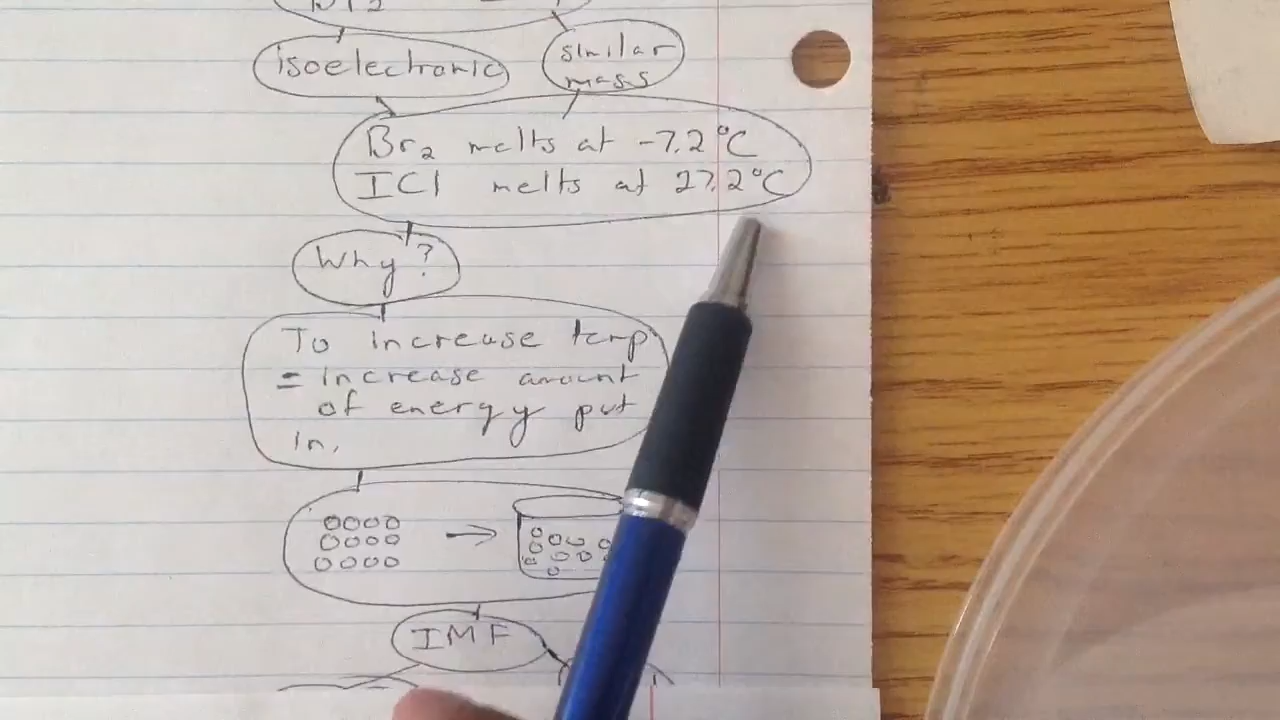 Br2
isoelectronic
similar
mass
Br2 melts at -7.2°C
ICl melts at 27.2°C
Why?
To increase temp
= increase amount
of energy put
in.
IMF